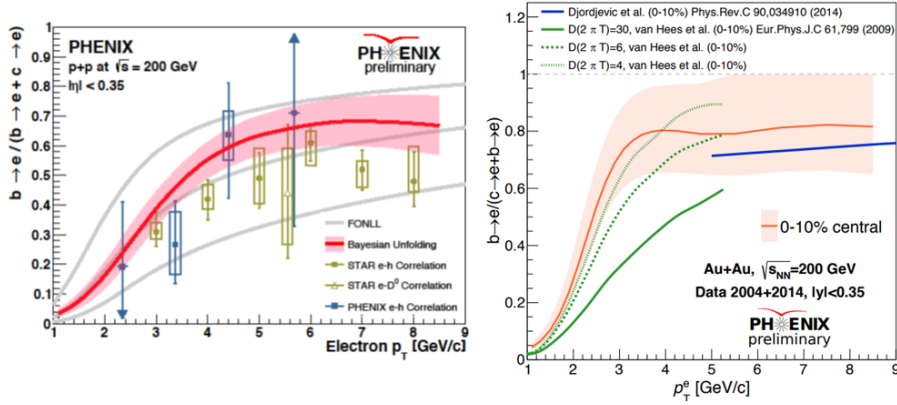 PHENIX
p+p at √s = 200 GeV
|η| < 0.35
PH ENIX
preliminary
b → e / (b → e + c → e)
1
0.9
0.8
0.7
0.6
0.5
0.4
0.3
0.2
0.1
0
FONLL
Bayesian Unfolding
STAR e-h Correlation
STAR e-D⁰ Correlation
PHENIX e-h Correlation
1 2 3 4 5 6 7 8 9
Electron p_T [GeV/c]
Djordjevic et al. (0-10%) Phys.Rev.C 90,034910 (2014)
D(2 π T)=30, van Hees et al. (0-10%) Eur.Phys.J.C 61,799 (2009)
D(2 π T)=6, van Hees et al. (0-10%)
D(2 π T)=4, van Hees et al. (0-10%)
b→e/(c→e+b→e)
1.2
1
0.8
0.6
0.4
0.2
0
0-10% central
Au+Au, √s_NN=200 GeV
Data 2004+2014, |y|<0.35
PH ENIX
preliminary
1 2 3 4 5 6 7 8 9
p_T^e [GeV/c]